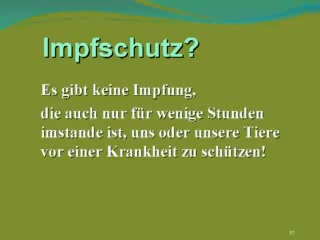 Impfschutz?
Es gibt keine Impfung,
die auch nur für wenige Stunden
imstande ist, uns oder unsere Tiere
vor einer Krankheit zu schützen!